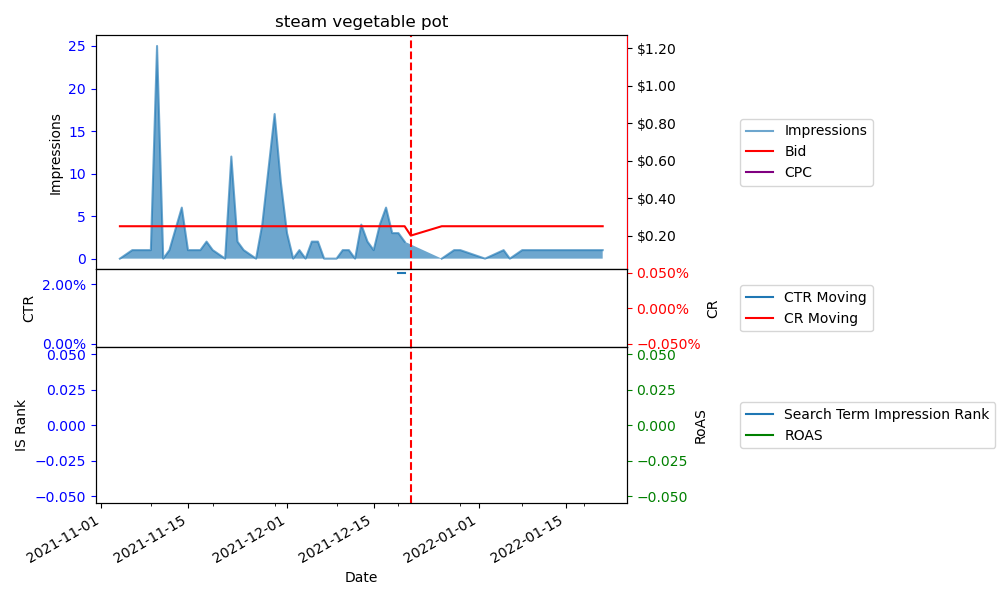 steam vegetable pot
Impressions
25
20
15
10
5
0
$1.20
$1.00
$0.80
$0.60
$0.40
$0.20
Impressions
Bid
CPC
CTR
2.00%
0.00%
0.050%
0.000%
−0.050%
CR
CTR Moving
CR Moving
IS Rank
0.050
0.025
0.000
−0.025
−0.050
0.050
0.025
0.000
−0.025
−0.050
RoAS
Search Term Impression Rank
ROAS
2021-11-01
2021-11-15
2021-12-01
2021-12-15
2022-01-01
2022-01-15
Date